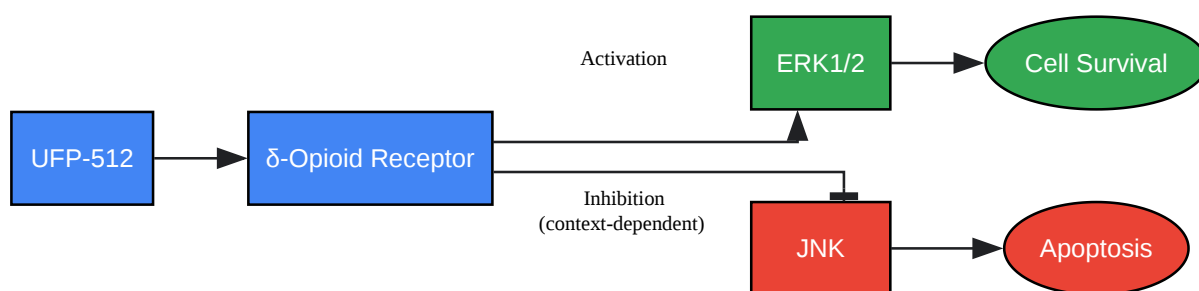 Activation
ERK1/2
Cell Survival
UFP-512
δ-Opioid Receptor
Inhibition
(context-dependent)
JNK
Apoptosis